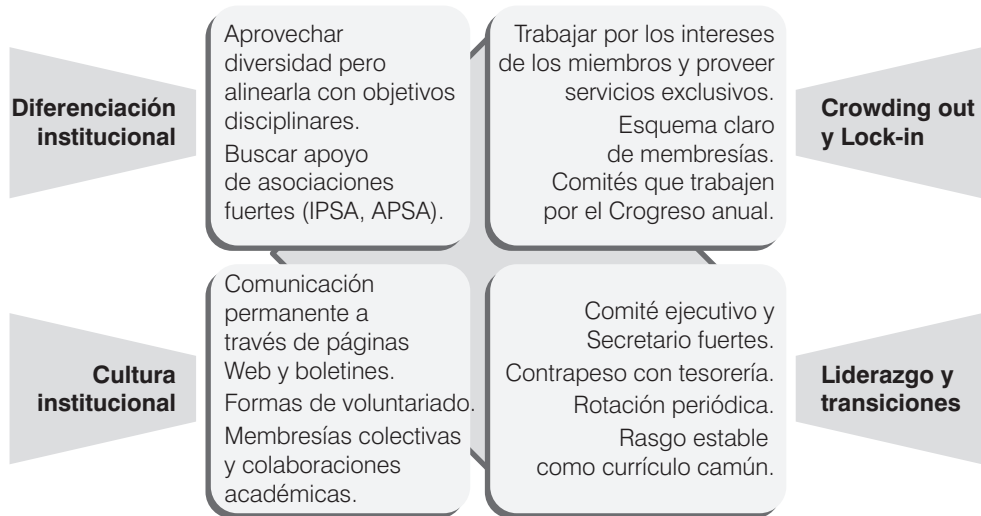 Diferenciación
institucional
Aprovechar
diversidad pero
alinearla con objetivos
disciplinares.
Buscar apoyo
de asociaciones
fuertes (IPSA, APSA).
Trabajar por los intereses
de los miembros y proveer
servicios exclusivos.
Esquema claro
de membresías.
Comités que trabajen
por el Crogreso anual.
Crowding out
y Lock-in
Cultura
institucional
Comunicación
permanente a
través de páginas
Web y boletines.
Formas de voluntariado.
Membresías colectivas
y colaboraciones
académicas.
Comité ejecutivo y
Secretario fuertes.
Contrapeso con tesorería.
Rotación periódica.
Rasgo estable
como currículo camún.
Liderazgo y
transiciones